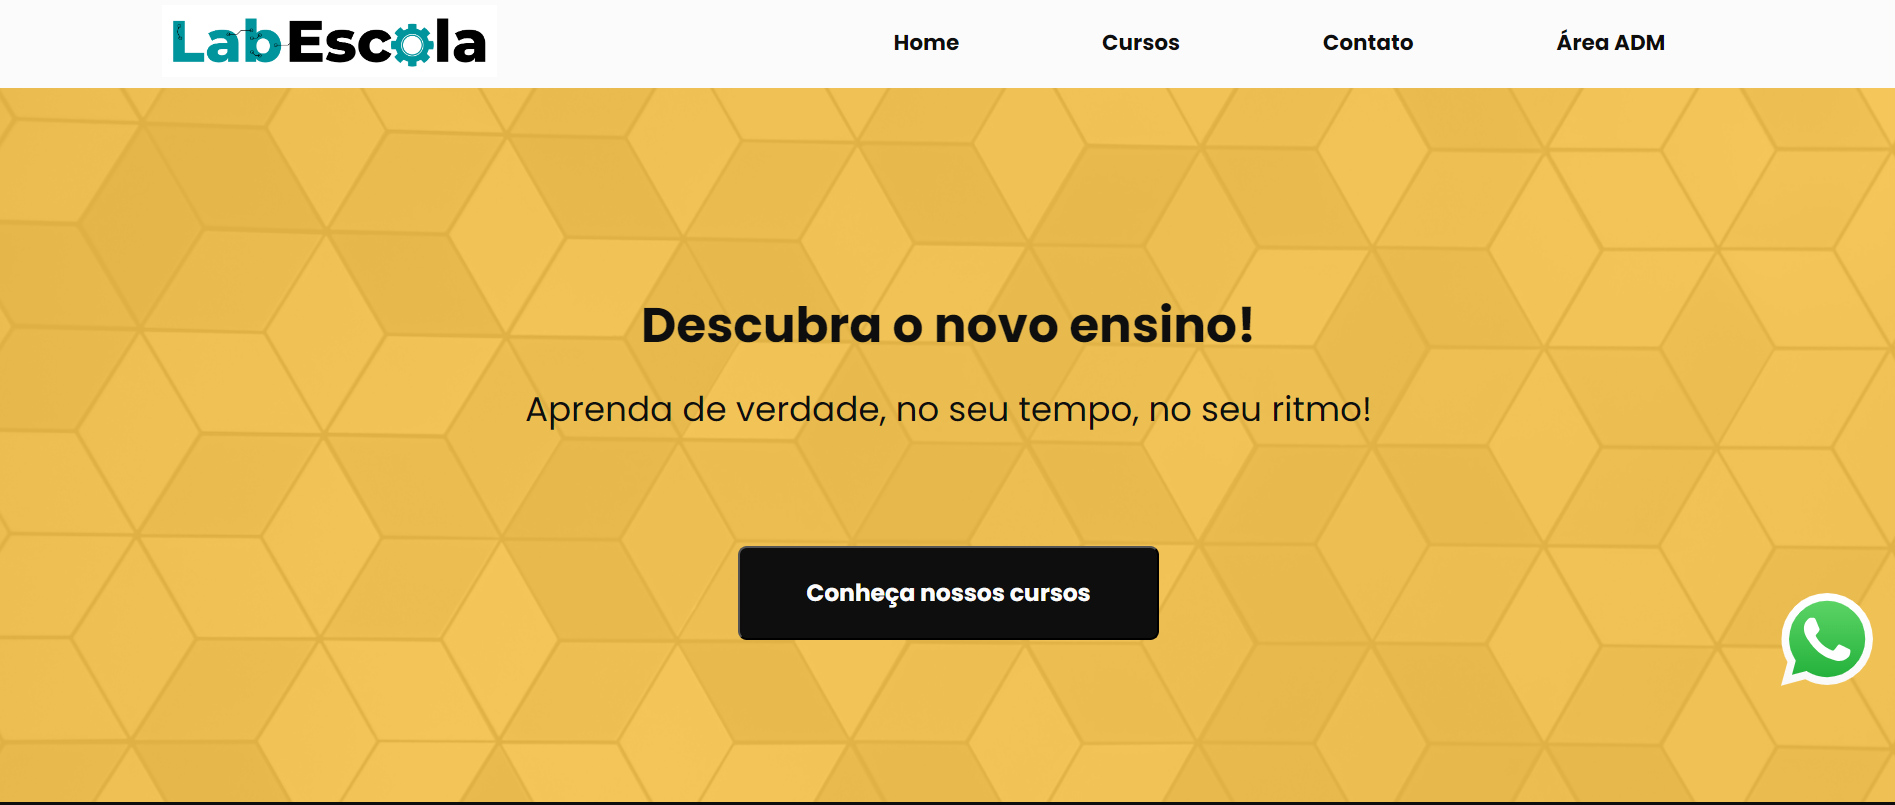 LabEscola
Home Cursos Contato Área ADM
Descubra o novo ensino!
Aprenda de verdade, no seu tempo, no seu ritmo!
Conheça nossos cursos